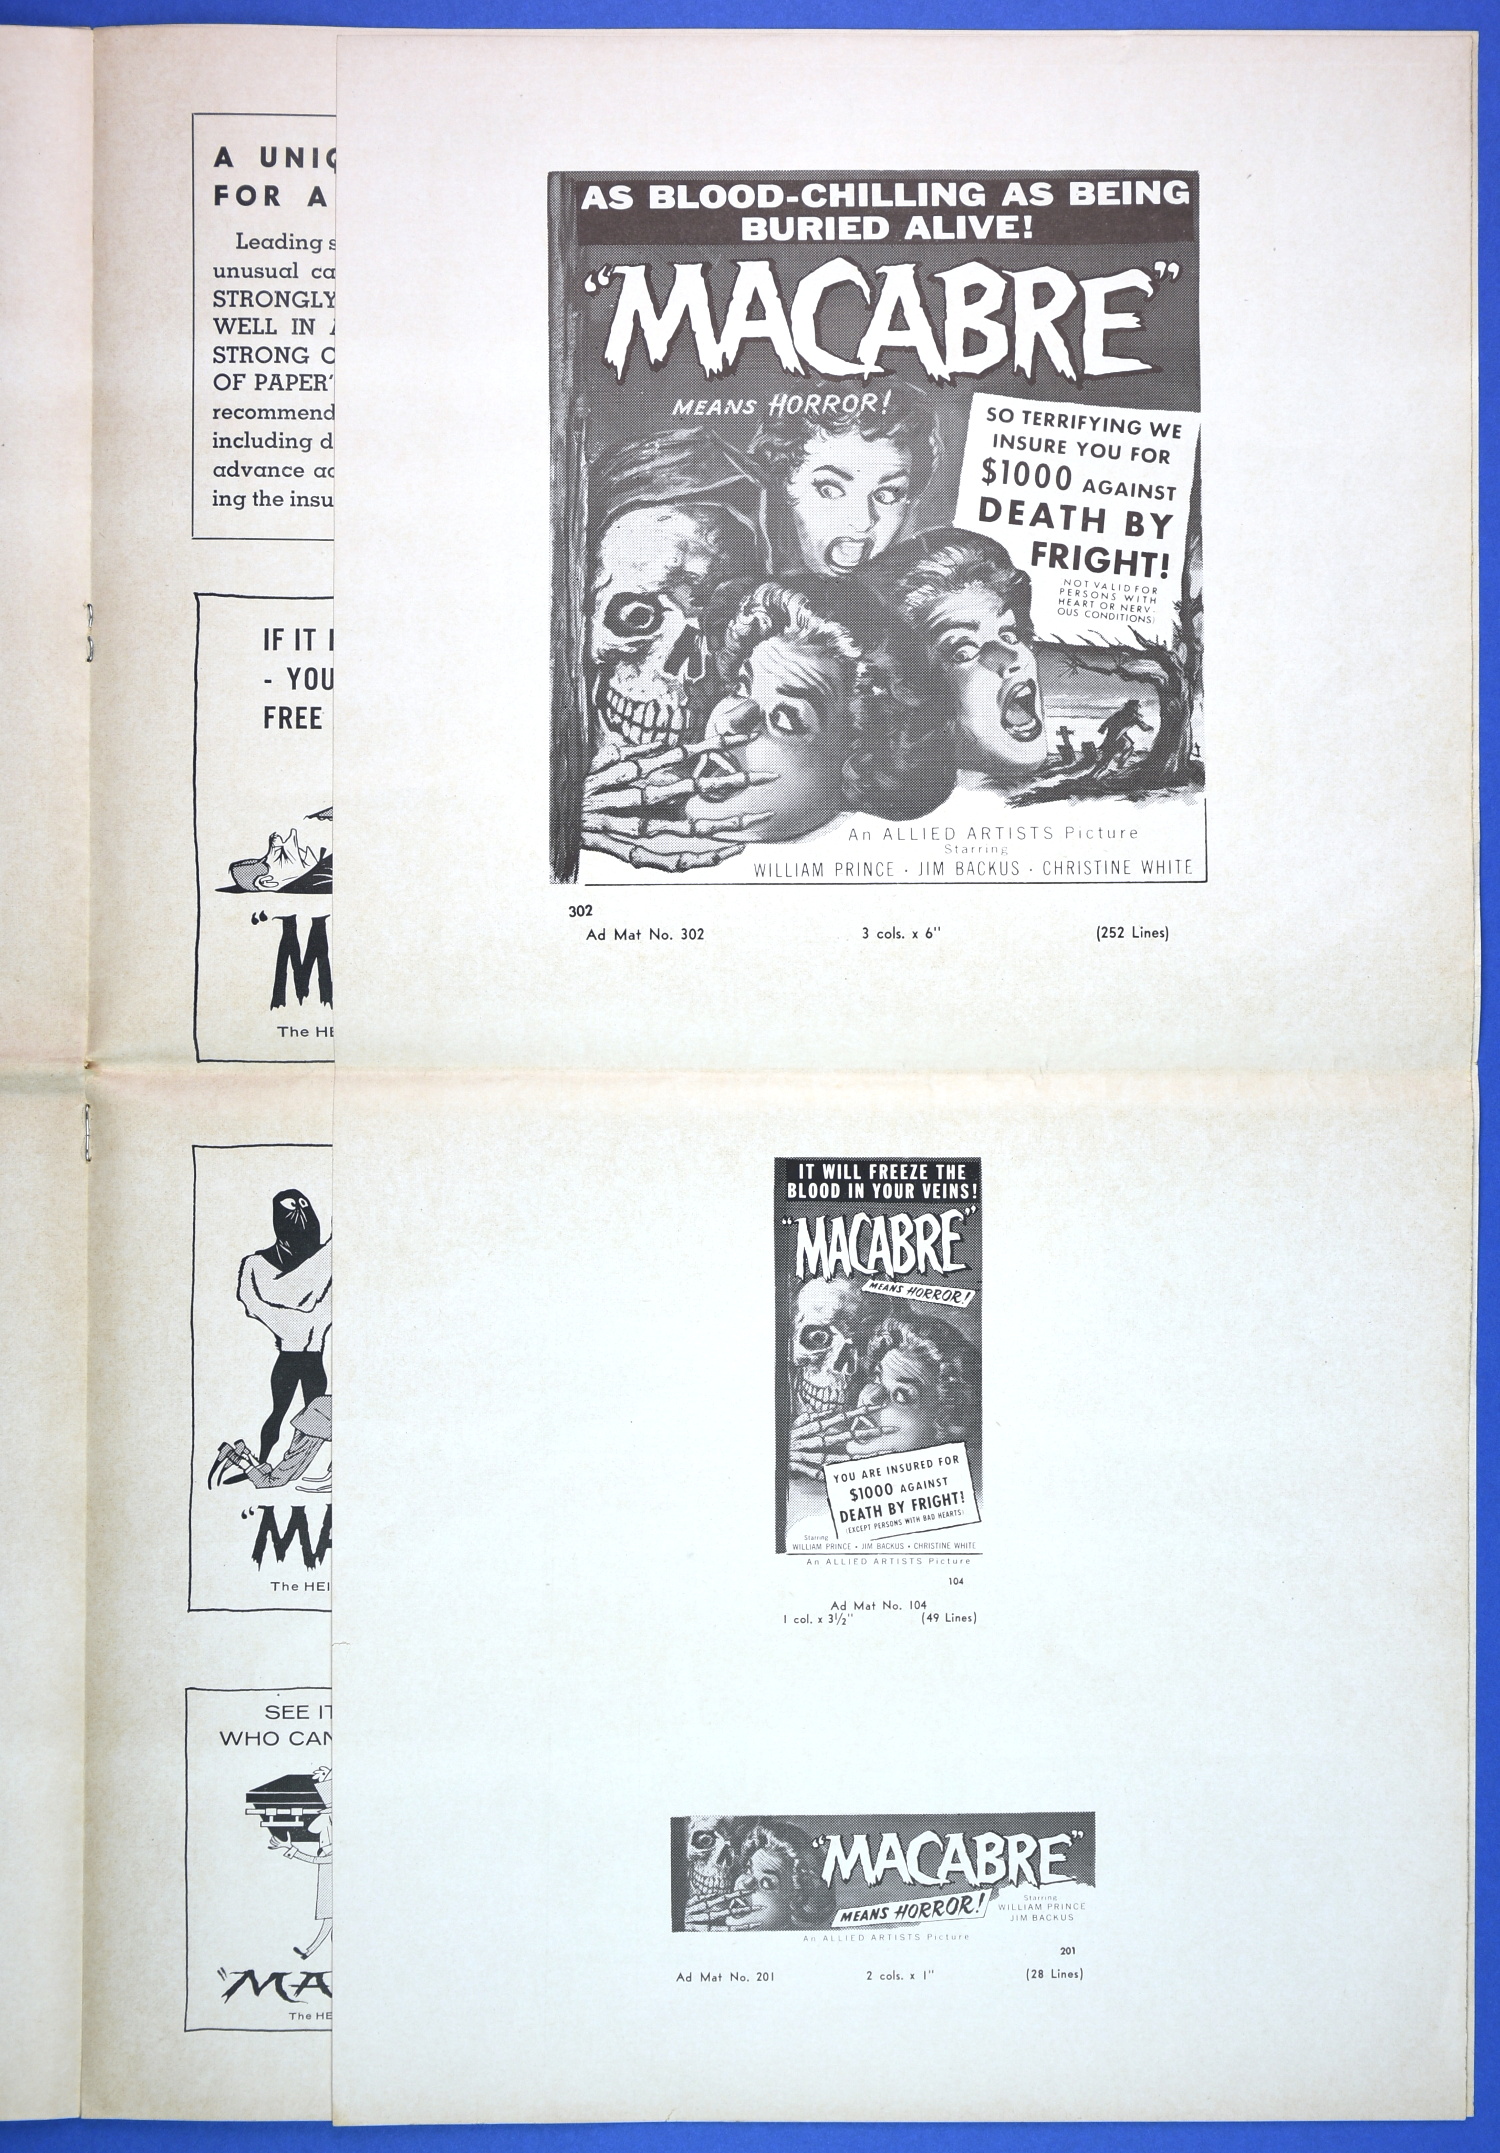 A UNIQ
FOR A
Leading s
unusual ca
STRONGLY
WELL IN A
STRONG C
OF PAPER'
recommend
including d
advance ad
ing the insu
IF IT I
- YOU
FREE
"M
The HE
"MA
The HEI
SEE IT
WHO CAN
"MA
The HE
AS BLOOD-CHILLING AS BEING
BURIED ALIVE!
"MACABRE"
MEANS HORROR!
SO TERRIFYING WE
INSURE YOU FOR
$1000 AGAINST
DEATH BY
FRIGHT!
NOT VALID FOR
PERSONS WITH
HEART OR NERV-
OUS CONDITIONS)
An ALLIED ARTISTS Picture
Starring
WILLIAM PRINCE · JIM BACKUS · CHRISTINE WHITE
302
Ad Mat No. 302 3 cols. x 6" (252 Lines)
IT WILL FREEZE THE
BLOOD IN YOUR VEINS!
"MACABRE"
MEANS HORROR!
YOU ARE INSURED FOR
$1000 AGAINST
DEATH BY FRIGHT!
(EXCEPT PERSONS WITH BAD HEARTS)
Starring
WILLIAM PRINCE · JIM BACKUS · CHRISTINE WHITE
An ALLIED ARTISTS Picture
104
Ad Mat No. 104
1 col. x 3½" (49 Lines)
"MACABRE"
MEANS HORROR!
Starring
WILLIAM PRINCE
JIM BACKUS
An ALLIED ARTISTS Picture
201
Ad Mat No. 201 2 cols. x 1" (28 Lines)